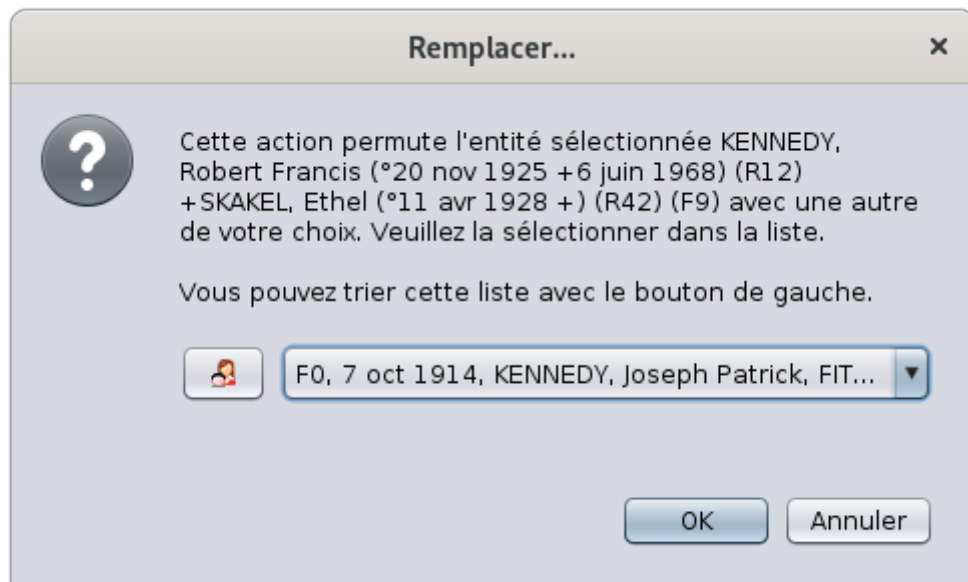 Remplacer...
Cette action permute l'entité sélectionnée KENNEDY,
Robert Francis (°20 nov 1925 +6 juin 1968) (R12)
+SKAKEL, Ethel (°11 avr 1928 +) (R42) (F9) avec une autre
de votre choix. Veuillez la sélectionner dans la liste.
Vous pouvez trier cette liste avec le bouton de gauche.
F0, 7 oct 1914, KENNEDY, Joseph Patrick, FIT...
OK
Annuler